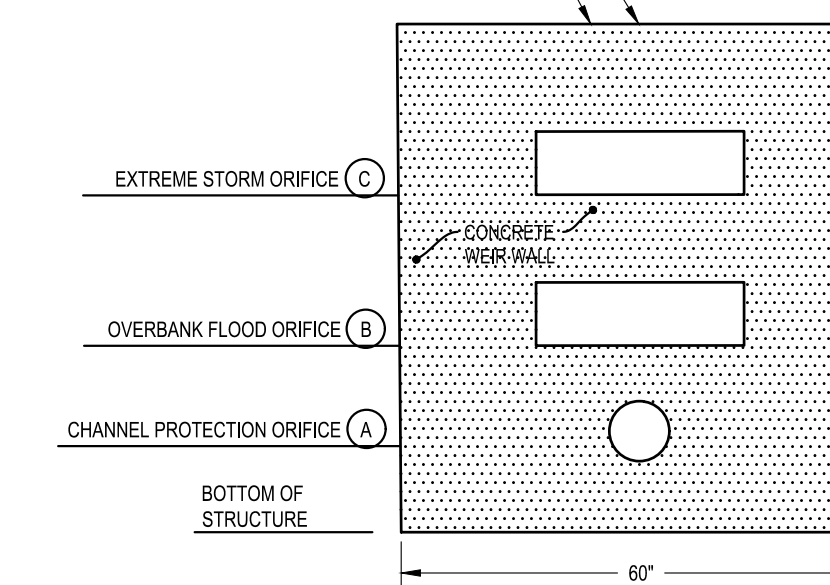 EXTREME STORM ORIFICE C
CONCRETE
WEIR WALL
OVERBANK FLOOD ORIFICE B
CHANNEL PROTECTION ORIFICE A
BOTTOM OF
STRUCTURE
60"